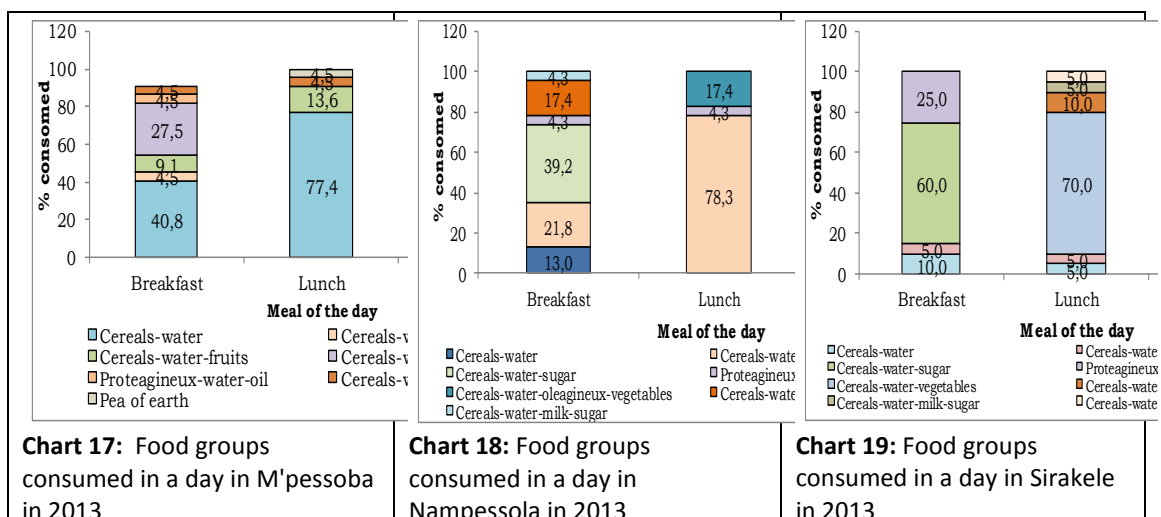 120
100
80
60
40
20
0
% consomed
4,5
4,5
27,5
9,1
4,5
40,8
4,5
4,5
13,6
77,4
Breakfast
Lunch
Meal of the day
Cereals-water
Cereals-w
Cereals-water-fruits
Cereals-w
Proteagineux-water-oil
Cereals-w
Pea of earth
Chart 17: Food groups
consumed in a day in M'pessoba
in 2013
120
100
80
60
40
20
0
% consomed
4,3
17,4
4,3
39,2
21,8
13,0
17,4
4,3
78,3
Breakfast
Lunch
Meal of the day
Cereals-water
Cereals-wate
Cereals-water-sugar
Proteagineux
Cereals-water-oleagineux-vegetables
Cereals-wate
Cereals-water-milk-sugar
Chart 18: Food groups
consumed in a day in
Nampessola in 2013
120
100
80
60
40
20
0
% consomed
25,0
60,0
5,0
10,0
5,0
5,0
10,0
70,0
5,0
5,0
Breakfast
Lunch
Meal of the day
Cereals-water
Cereals-wate
Cereals-water-sugar
Proteagineux
Cereals-water-vegetables
Cereals-wate
Cereals-water-milk-sugar
Cereals-wate
Chart 19: Food groups
consumed in a day in Sirakele
in 2013